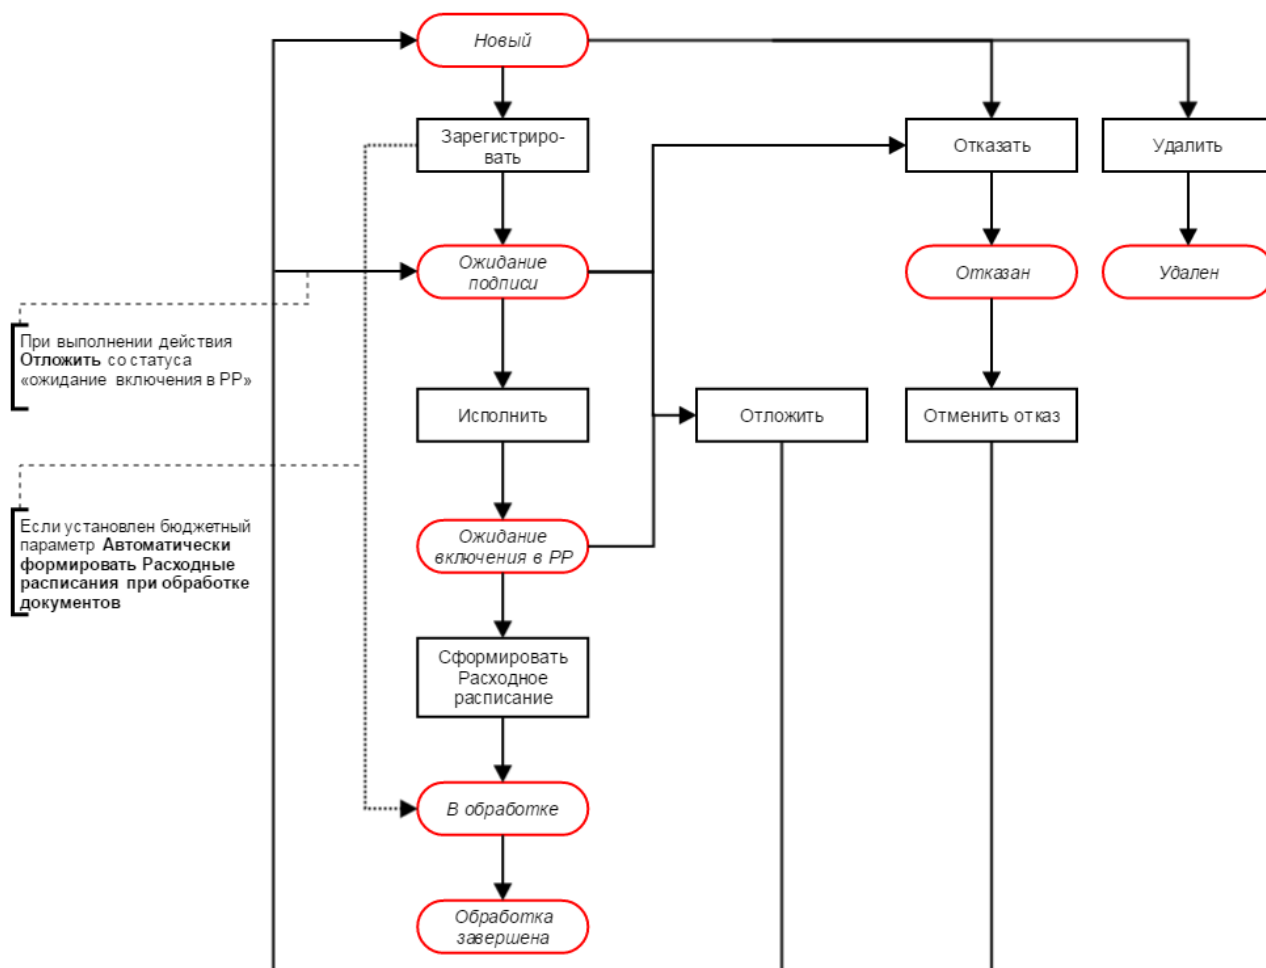 Новый
Зарегистриро-
вать
Отказать
Удалить
Ожидание
подписи
Отказан
Удален
При выполнении действия
Отложить со статуса
«ожидание включения в РР»
Исполнить
Отложить
Отменить отказ
Если установлен бюджетный
параметр Автоматически
формировать Расходные
расписания при обработке
документов
Ожидание
включения в РР
Сформировать
Расходное
расписание
В обработке
Обработка
завершена